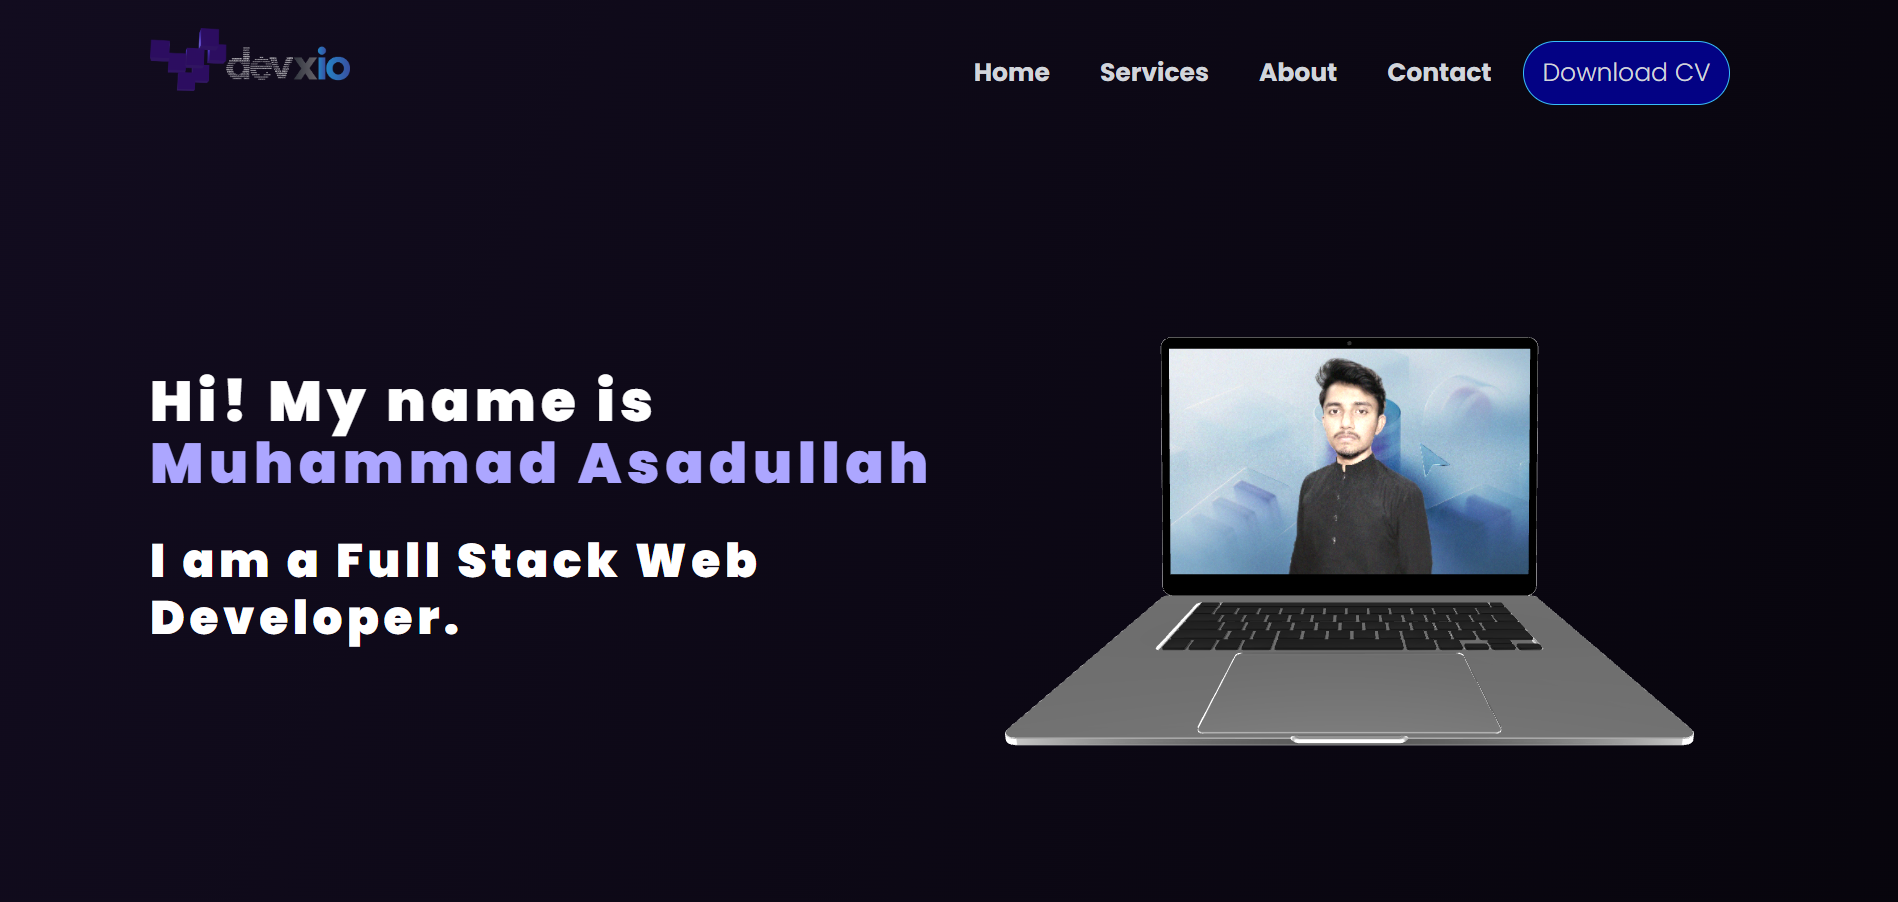 devxio
Home Services About Contact Download CV
Hi! My name is
Muhammad Asadullah
I am a Full Stack Web
Developer.